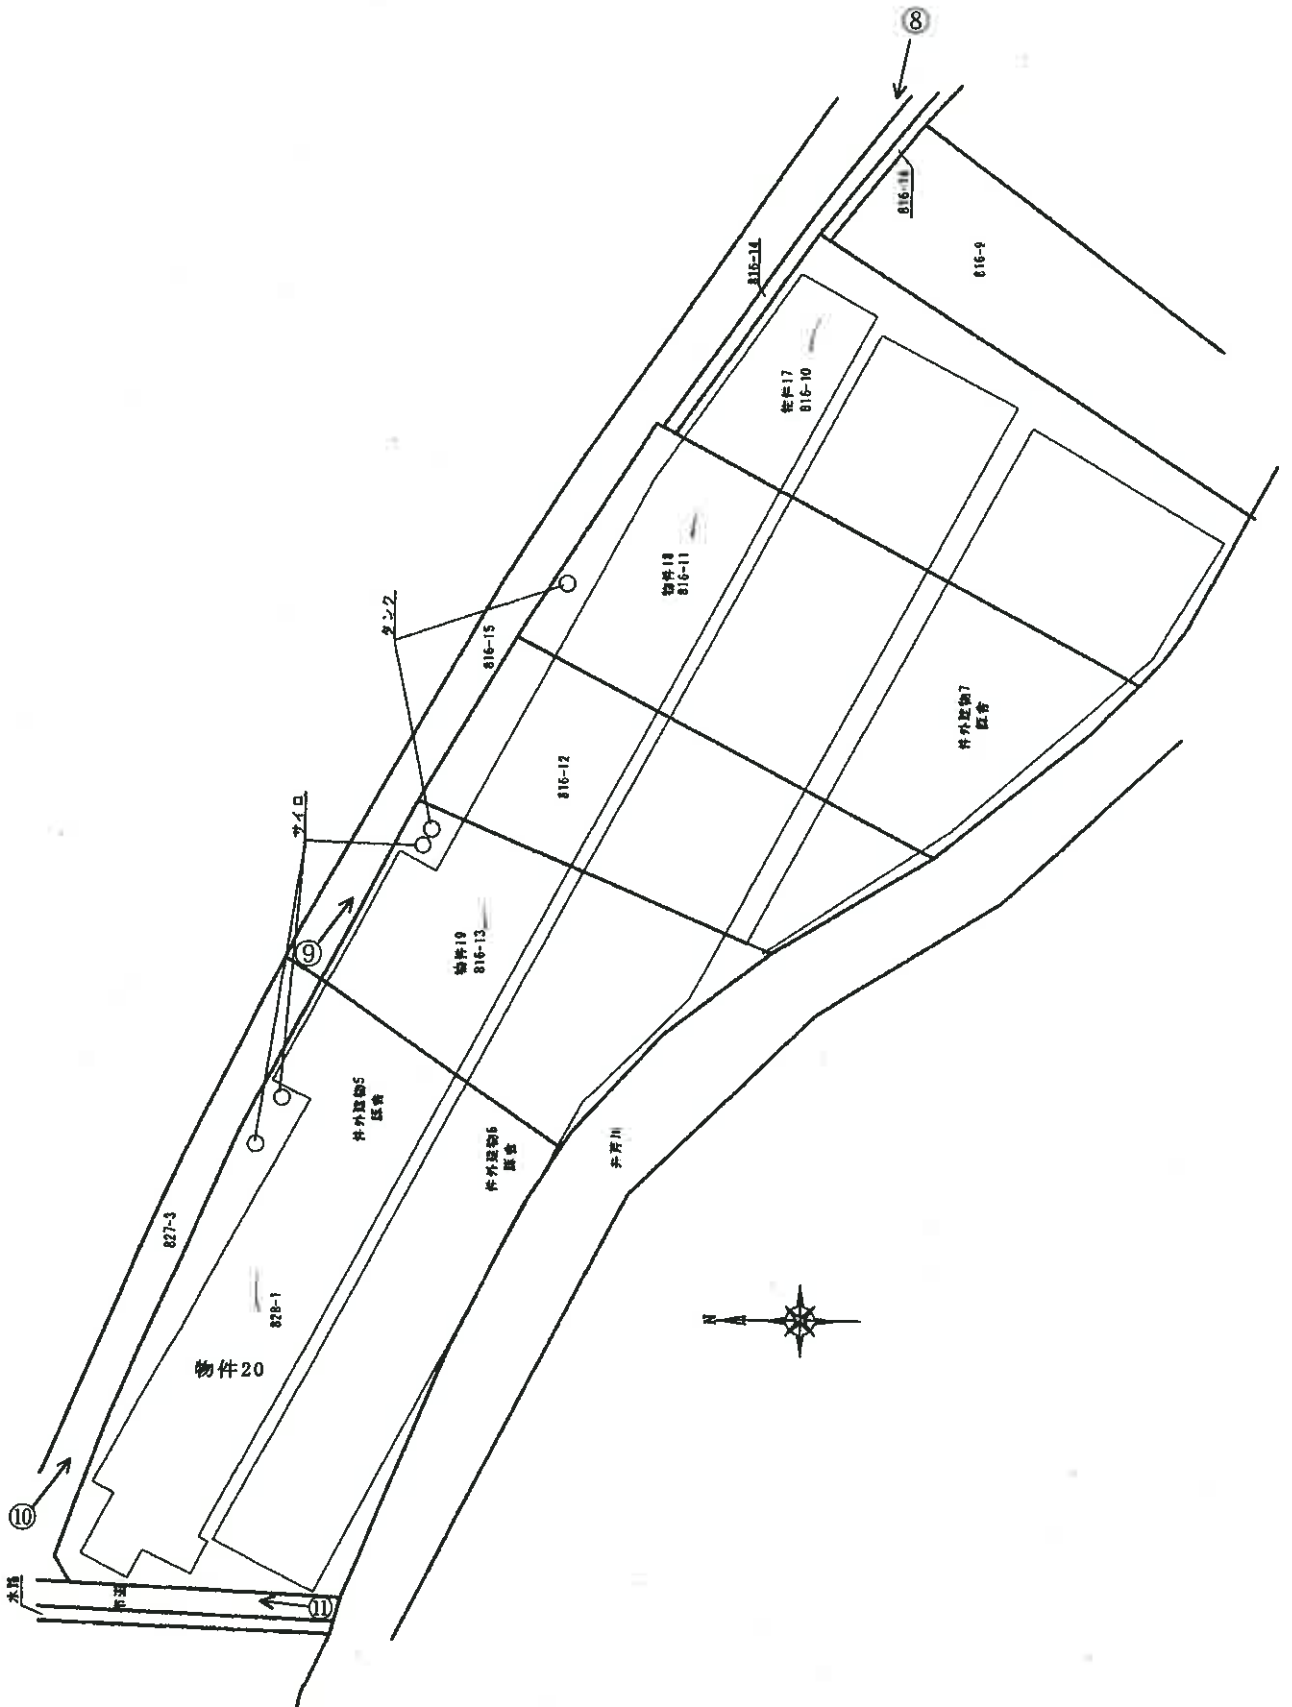 ⑧
816-14
816-9
816-14
物件17
816-10
物件18
816-11
タンク
816-15
816-12
件外建物7
豚舎
サイロ
⑨
物件19
816-13
件外建物5
豚舎
件外建物6
豚舎
井芹川
827-3
828-1
物件20
N
⑩
水路
市道
⑪